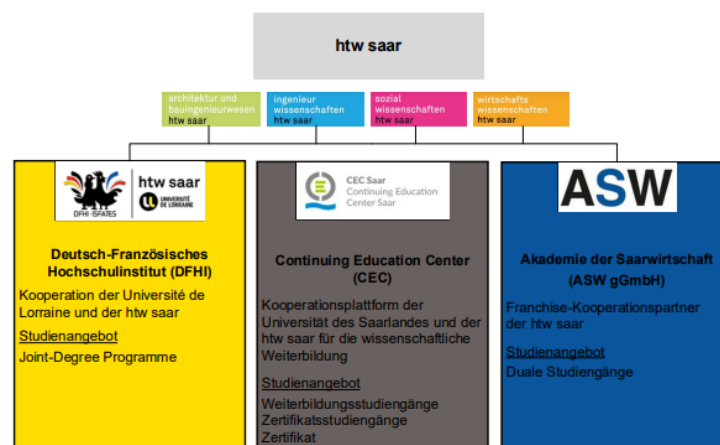 htw saar
architektur und
bauingenieurwesen
htw saar
ingenieur
wissenschaften
htw saar
sozial
wissenschaften
htw saar
wirtschafts
wissenschaften
htw saar
DFHI·ISFATES
htw saar
UNIVERSITÉ
DE LORRAINE
Deutsch-Französisches
Hochschulinstitut (DFHI)
Kooperation der Université de
Lorraine und der htw saar
Studienangebot
Joint-Degree Programme
CEC Saar
Continuing Education
Center Saar
Continuing Education Center
(CEC)
Kooperationsplattform der
Universität des Saarlandes und der
htw saar für die wissenschaftliche
Weiterbildung
Studienangebot
Weiterbildungsstudiengänge
Zertifikatsstudiengänge
Zertifikat
ASW
Akademie der Saarwirtschaft
(ASW gGmbH)
Franchise-Kooperationspartner
der htw saar
Studienangebot
Duale Studiengänge